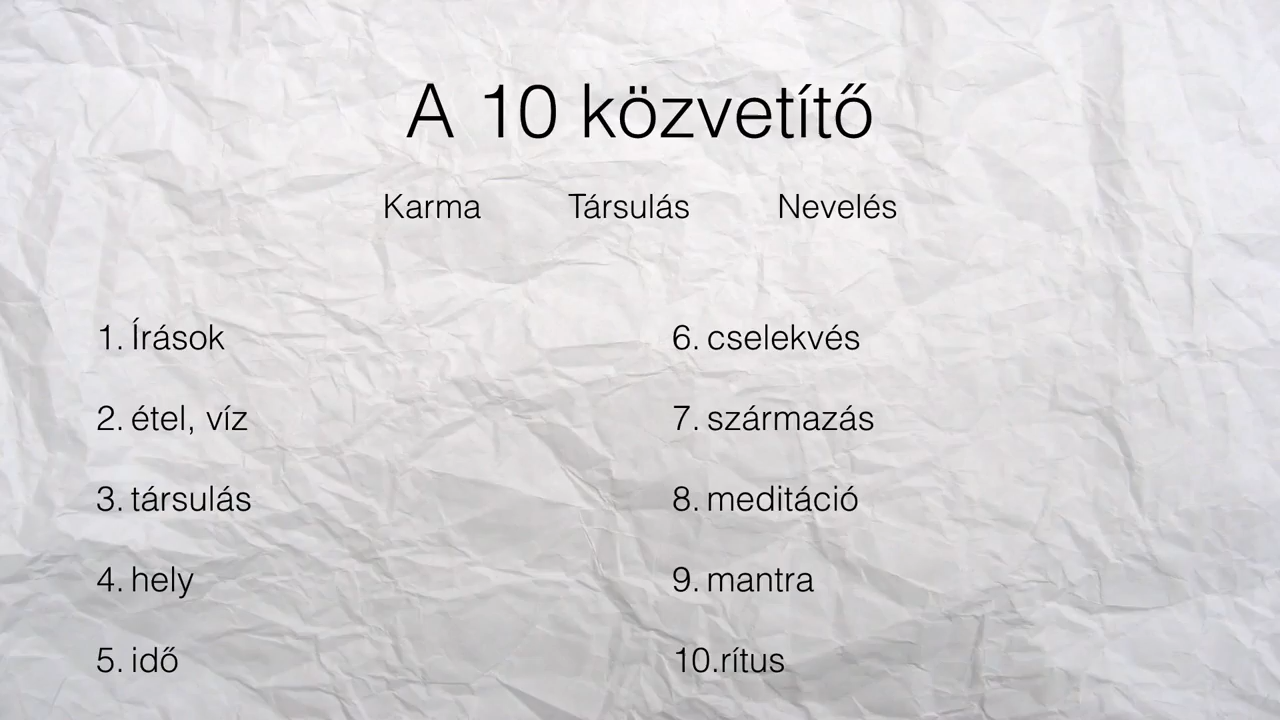 A 10 közvetítő
Karma Társulás Nevelés
1. Írások
2. étel, víz
3. társulás
4. hely
5. idő
6. cselekvés
7. származás
8. meditáció
9. mantra
10.rítus